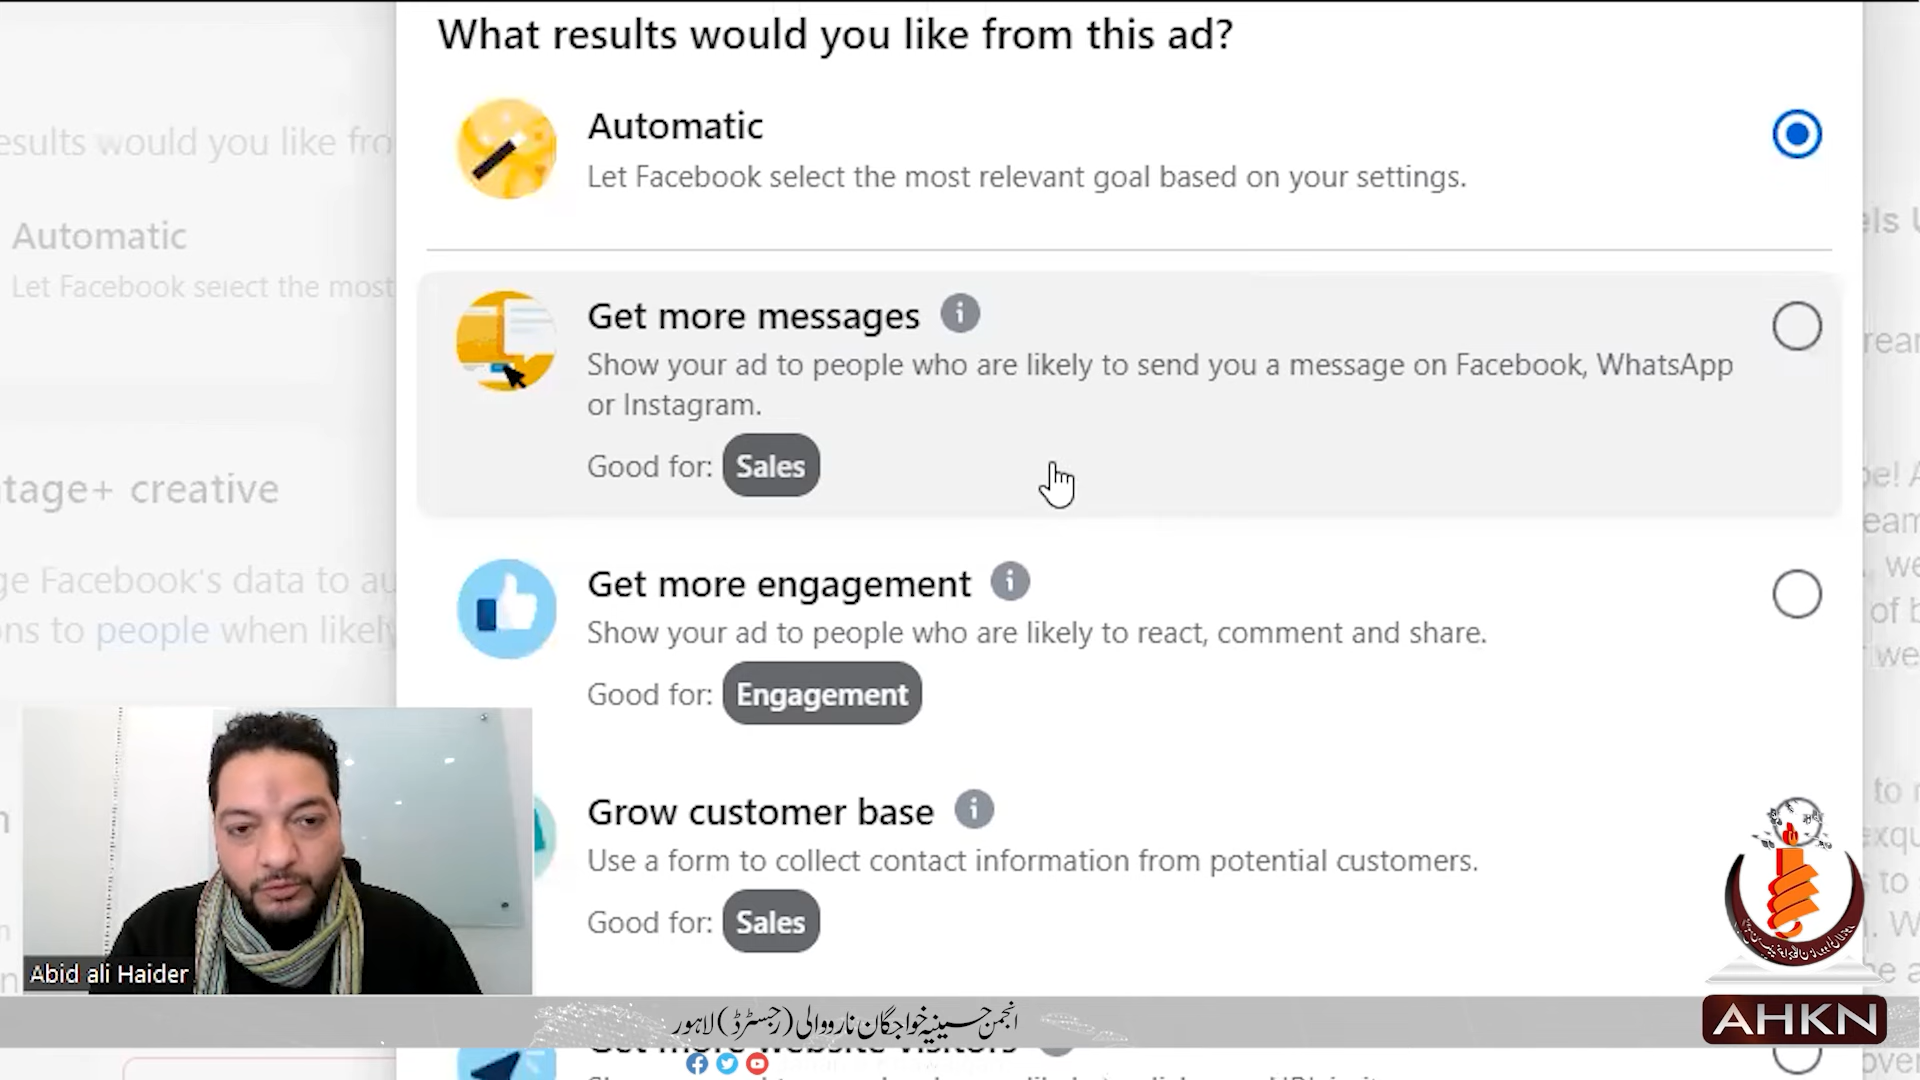 What results would you like from this ad?
Automatic
Let Facebook select the most relevant goal based on your settings.
Get more messages
Show your ad to people who are likely to send you a message on Facebook, WhatsApp
or Instagram.
Good for: Sales
Get more engagement
Show your ad to people who are likely to react, comment and share.
Good for: Engagement
Grow customer base
Use a form to collect contact information from potential customers.
Good for: Sales
Get more website visitors
esults would you like fro
Automatic
Let Facebook select the most
tage+ creative
ge Facebook's data to au
ns to people when likely
Abid ali Haider
انجمن حسینیہ خواجگان نارووالی (رجسٹرڈ) لاہور
AHKN